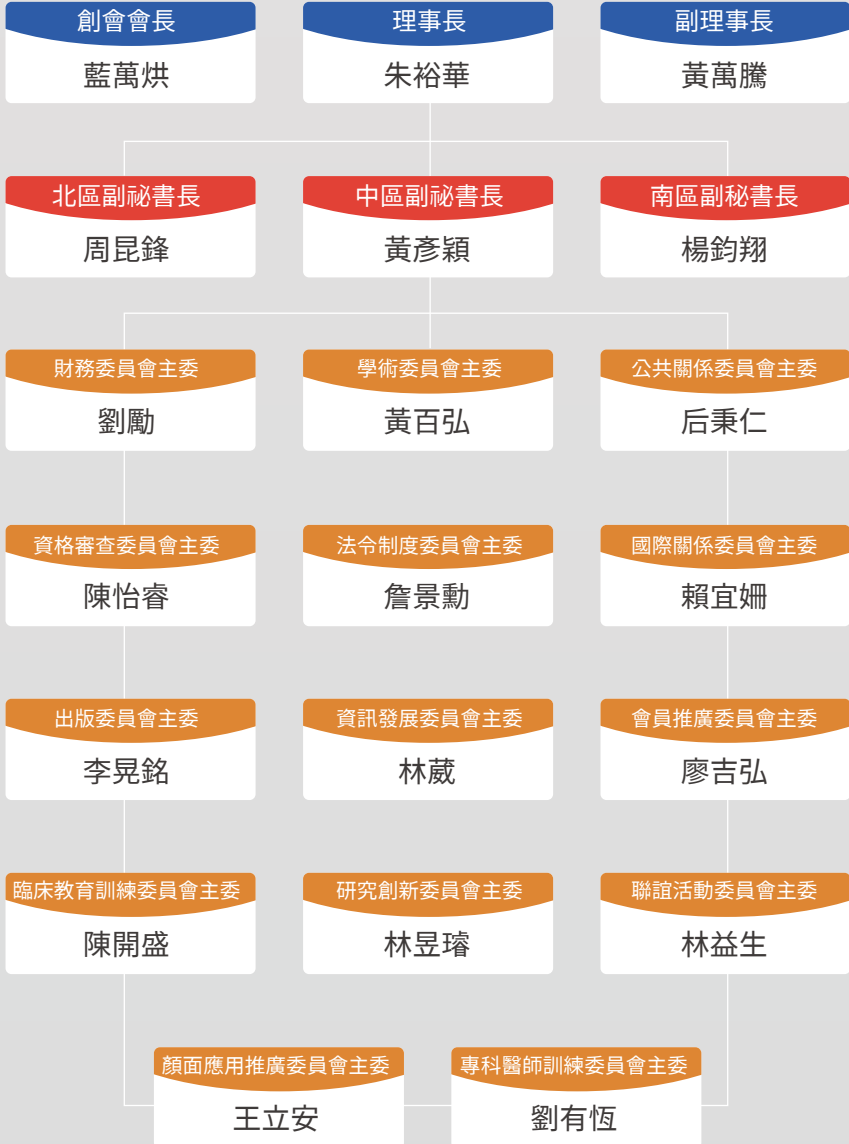 創會會長
藍萬烘
理事長
朱裕華
副理事長
黃萬騰
北區副祕書長
周昆鋒
中區副祕書長
黃彥穎
南區副秘書長
楊鈞翔
財務委員會主委
劉勵
學術委員會主委
黃百弘
公共關係委員會主委
后秉仁
資格審查委員會主委
陳怡睿
法令制度委員會主委
詹景勳
國際關係委員會主委
賴宜姍
出版委員會主委
李晃銘
資訊發展委員會主委
林葳
會員推廣委員會主委
廖吉弘
臨床教育訓練委員會主委
陳開盛
研究創新委員會主委
林昱璿
聯誼活動委員會主委
林益生
顏面應用推廣委員會主委
王立安
專科醫師訓練委員會主委
劉有恆